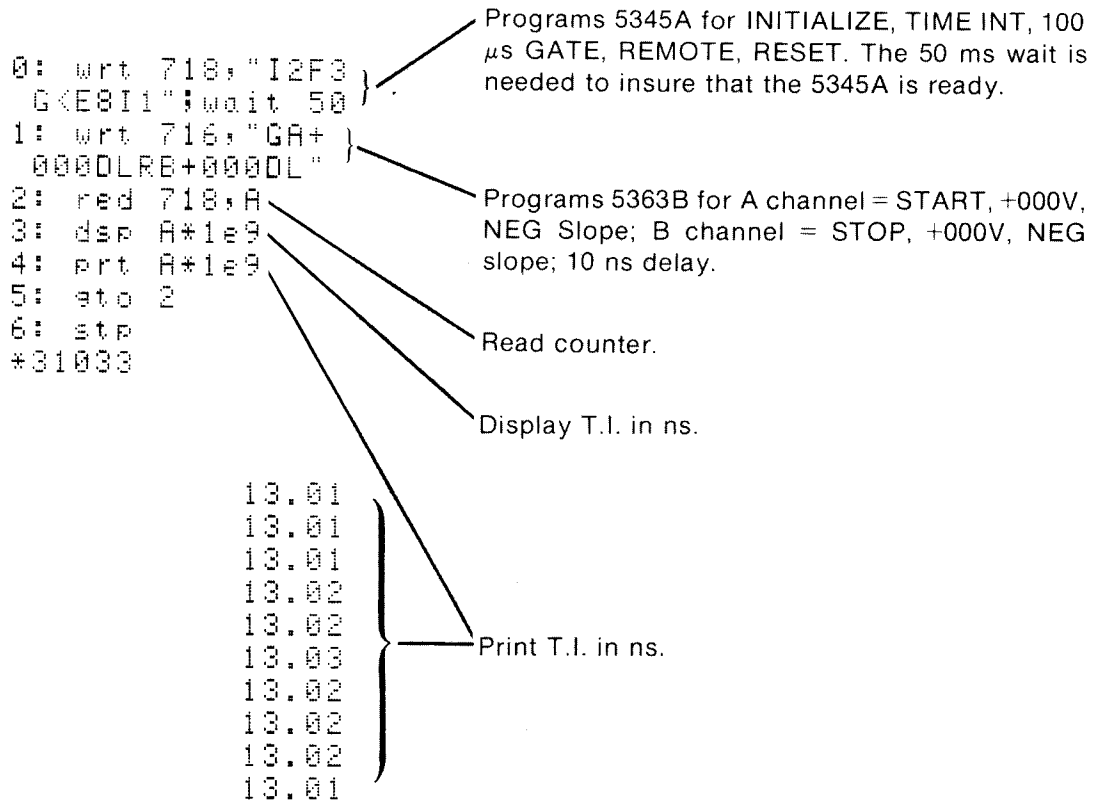 0: wrt 718,"I2F3
G<E8I1";wait 50
1: wrt 716,"GA+
000DLRB+000DL"
2: red 718,A
3: dsp A*1e9
4: prt A*1e9
5: gto 2
6: stp
*31033
Programs 5345A for INITIALIZE, TIME INT, 100
μs GATE, REMOTE, RESET. The 50 ms wait is
needed to insure that the 5345A is ready.
Programs 5363B for A channel = START, +000V,
NEG Slope; B channel = STOP, +000V, NEG
slope; 10 ns delay.
Read counter.
Display T.I. in ns.
13.01
13.01
13.01
13.02
13.02
13.03
13.02
13.02
13.02
13.01
Print T.I. in ns.